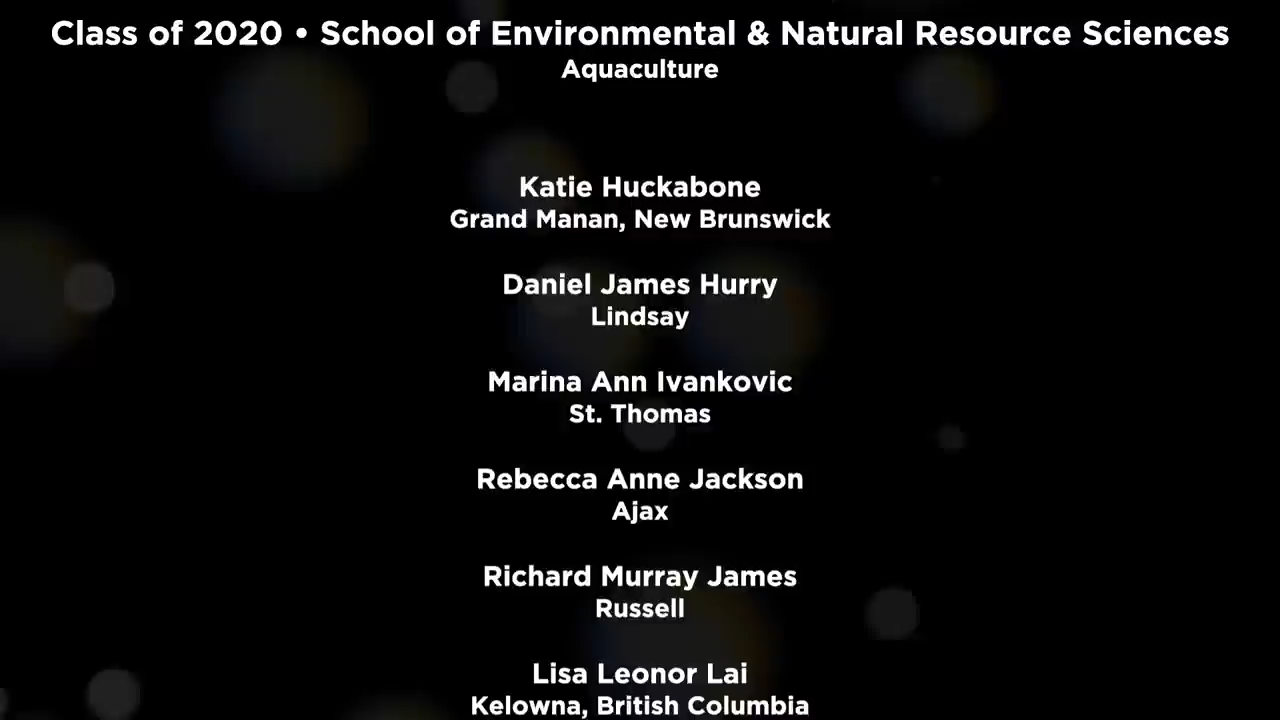 Class of 2020 • School of Environmental & Natural Resource Sciences
Aquaculture
Katie Huckabone
Grand Manan, New Brunswick
Daniel James Hurry
Lindsay
Marina Ann Ivankovic
St. Thomas
Rebecca Anne Jackson
Ajax
Richard Murray James
Russell
Lisa Leonor Lai
Kelowna, British Columbia